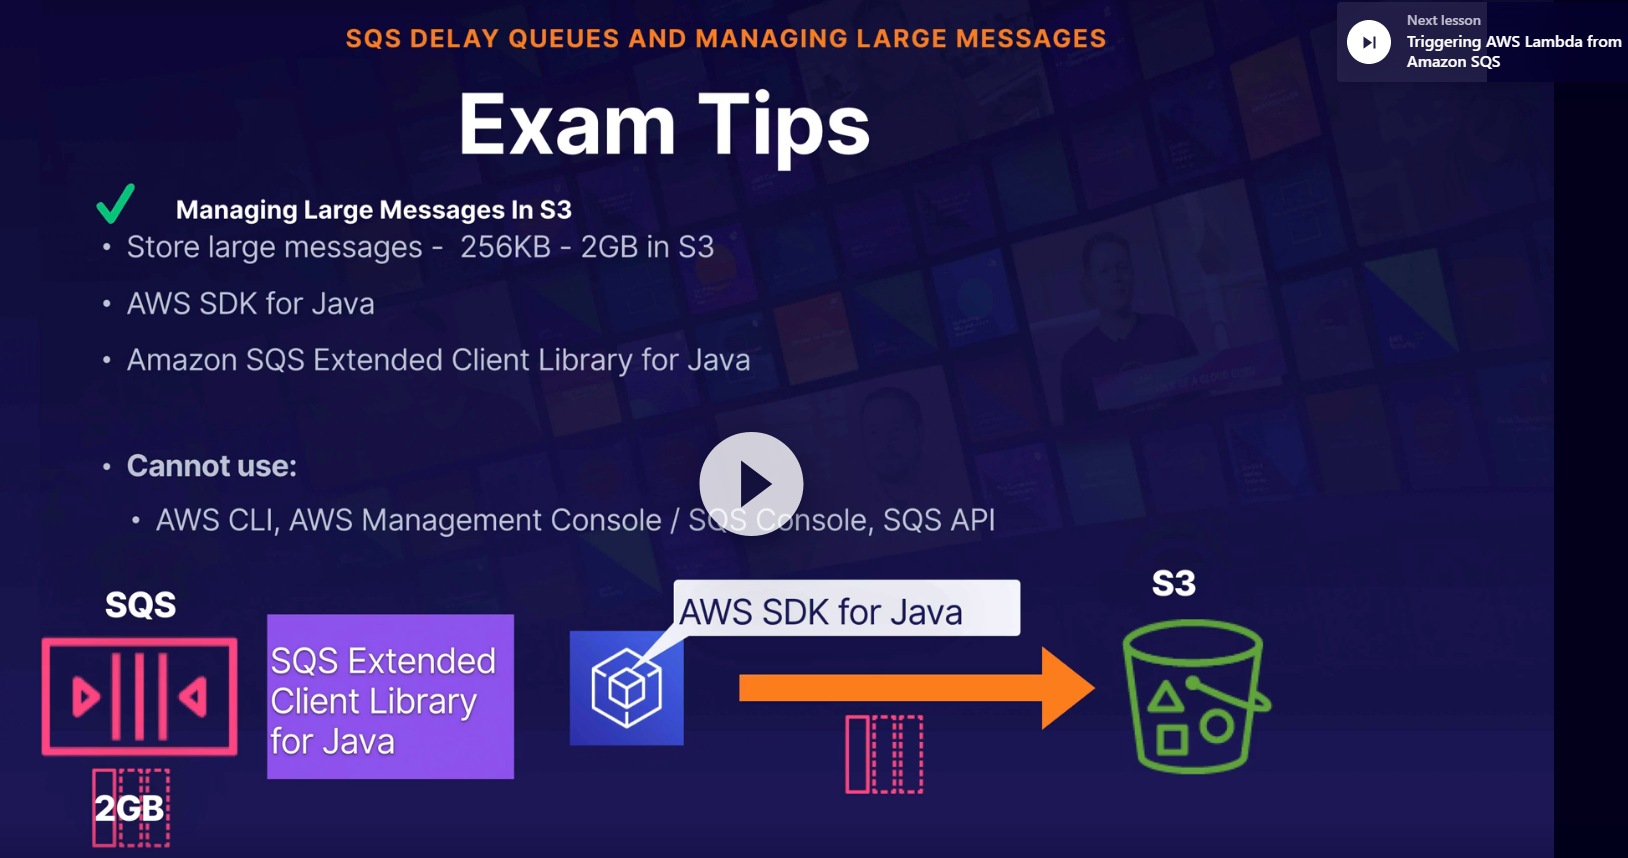 SQS DELAY QUEUES AND MANAGING LARGE MESSAGES
Next lesson
Triggering AWS Lambda from
Amazon SQS
Exam Tips
Managing Large Messages In S3
• Store large messages - 256KB - 2GB in S3
• AWS SDK for Java
• Amazon SQS Extended Client Library for Java
• Cannot use:
• AWS CLI, AWS Management Console / SQS Console, SQS API
SQS
SQS Extended
Client Library
for Java
AWS SDK for Java
S3
2GB